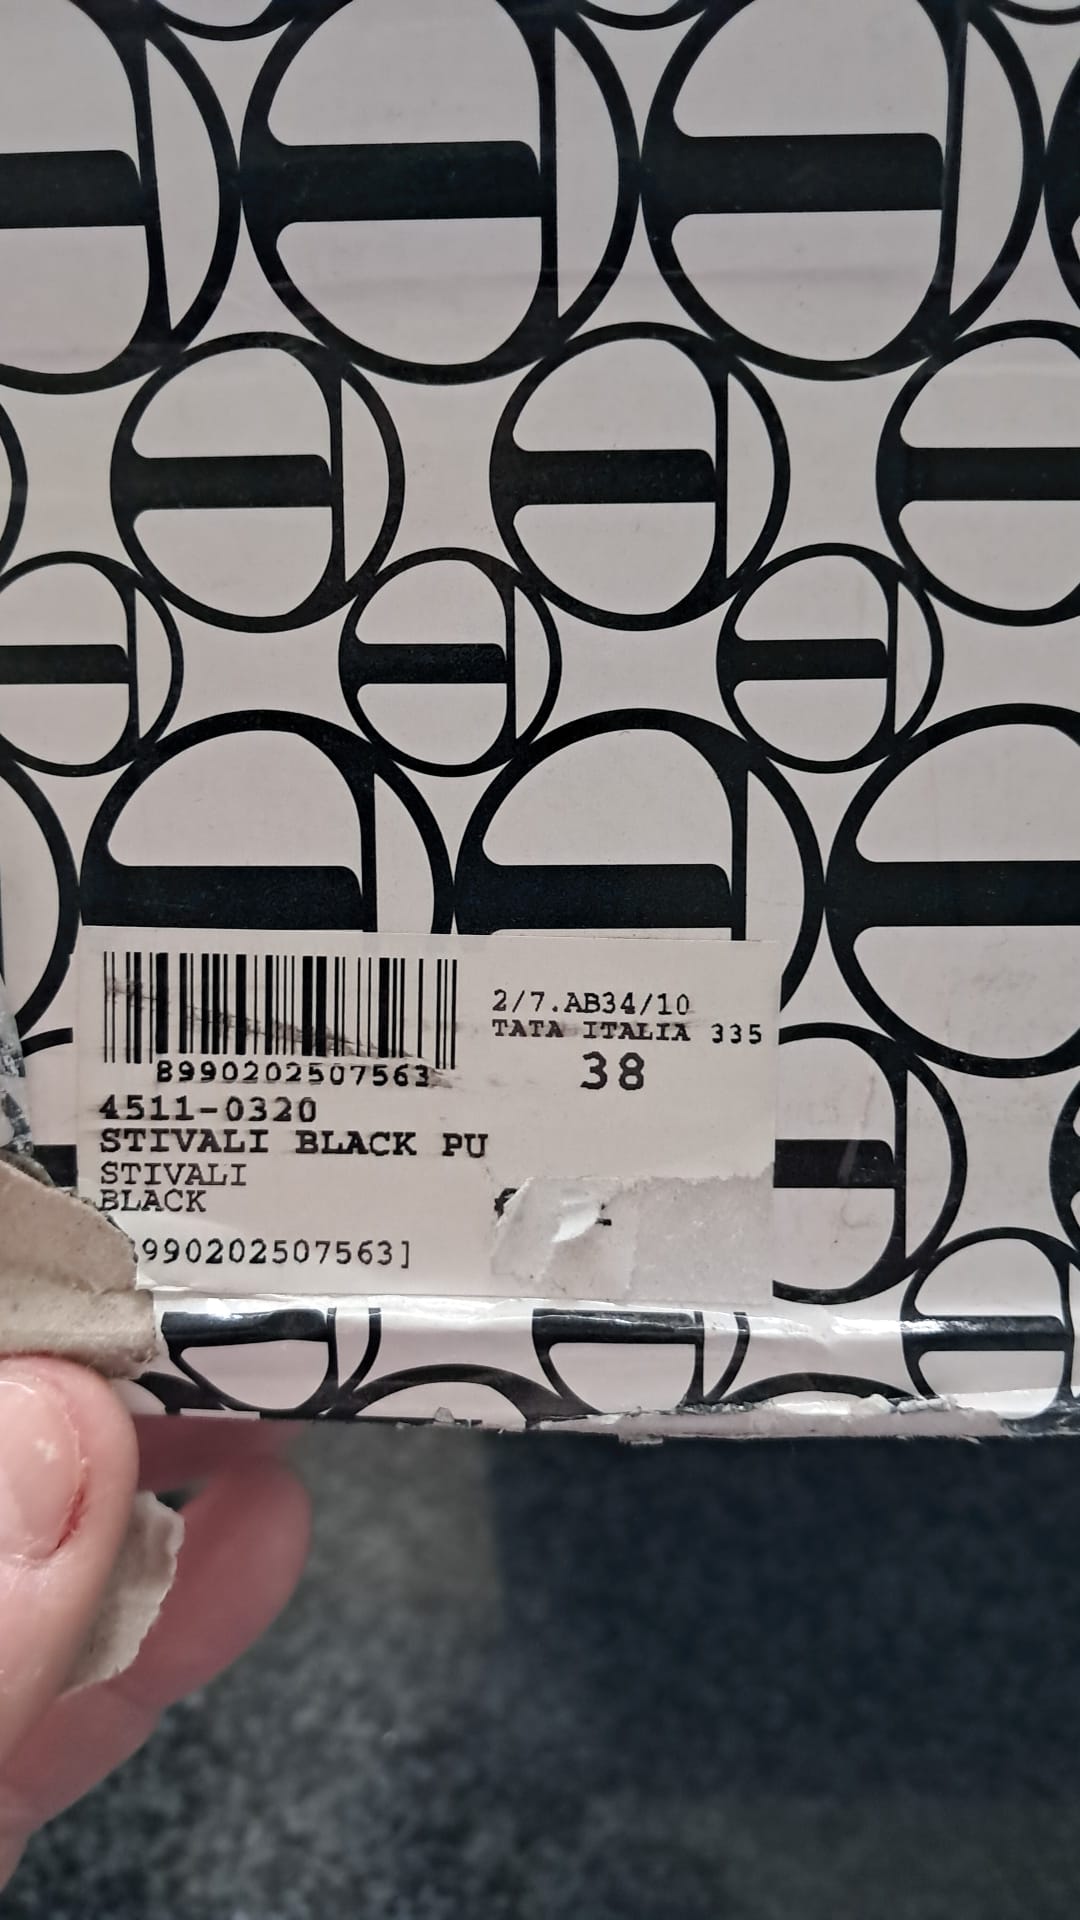 2/7.AB34/10
TATA ITALIA 335
38
8990202507563
4511-0320
STIVALI BLACK PU
STIVALI
BLACK
990202507563]